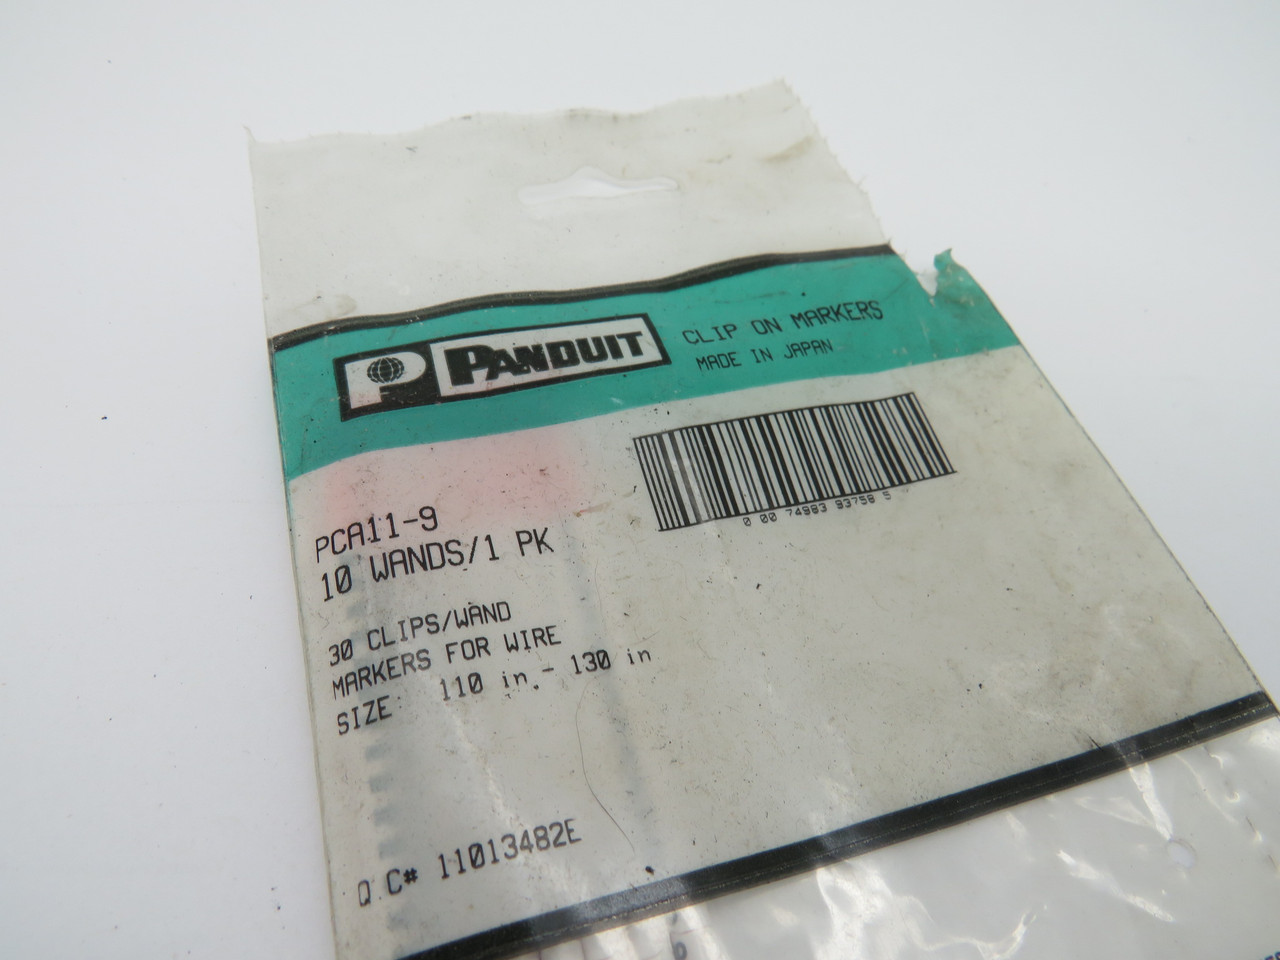 P PANDUIT
CLIP ON MARKERS
MADE IN JAPAN
0 00 74983 93758 5
PCA11-9
10 WANDS/1 PK
30 CLIPS/WAND
MARKERS FOR WIRE
SIZE: 110 in.- 130 in
Q.C# 11013482E